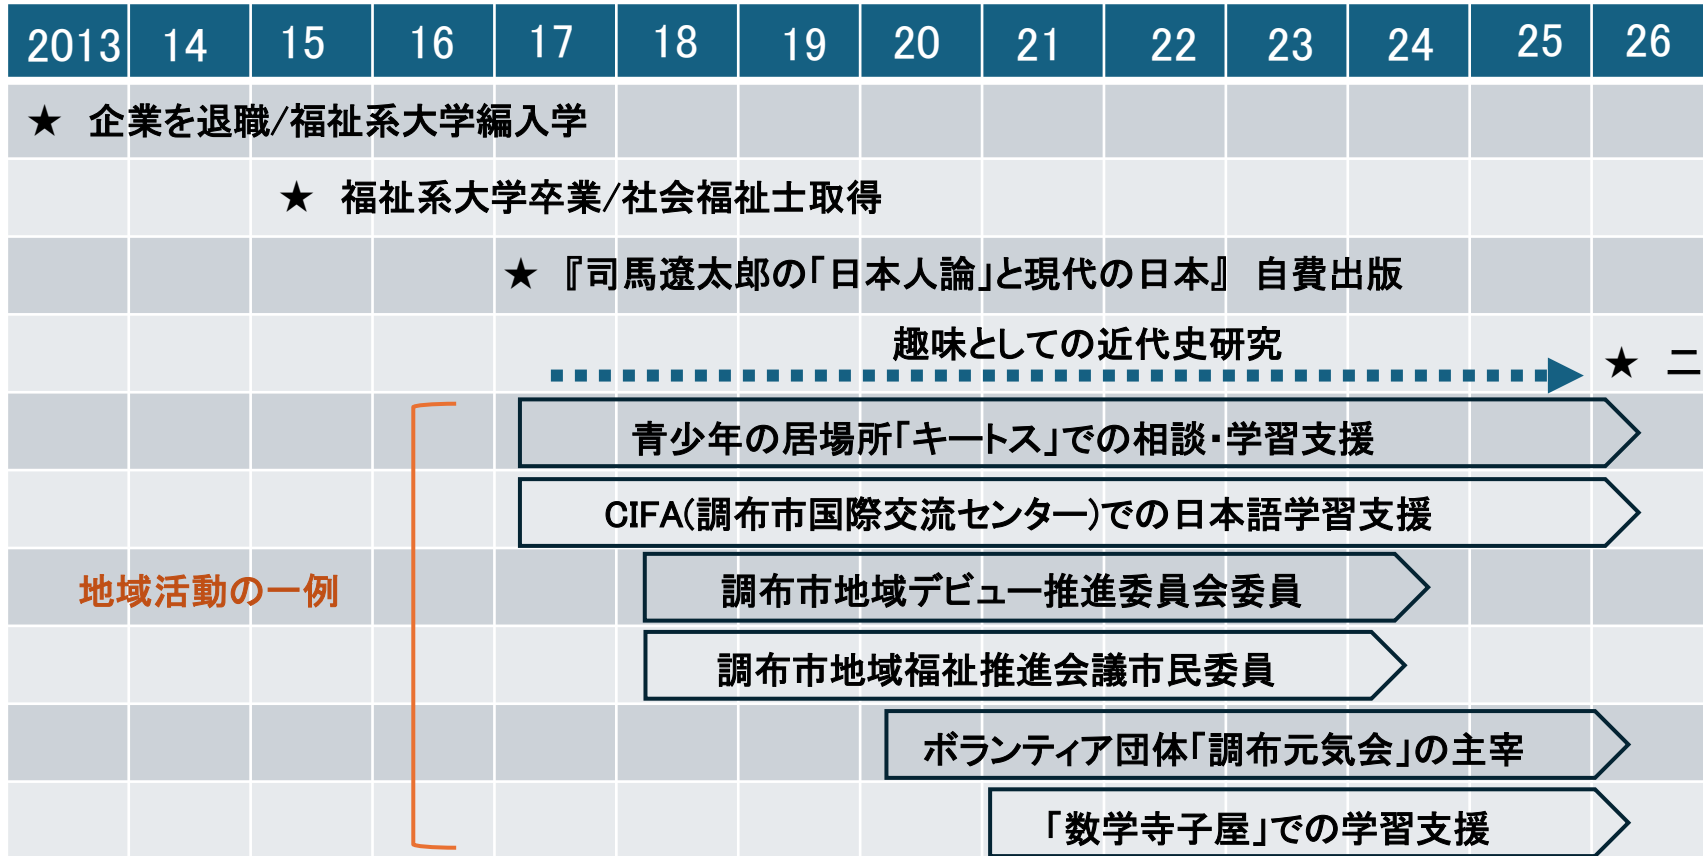 2013 14 15 16 17 18 19 20 21 22 23 24 25 26
★ 企業を退職/福祉系大学編入学
★ 福祉系大学卒業/社会福祉士取得
★ 『司馬遼太郎の「日本人論」と現代の日本』 自費出版
趣味としての近代史研究
★ 二
青少年の居場所「キートス」での相談・学習支援
CIFA(調布市国際交流センター)での日本語学習支援
地域活動の一例
調布市地域デビュー推進委員会委員
調布市地域福祉推進会議市民委員
ボランティア団体「調布元気会」の主宰
「数学寺子屋」での学習支援